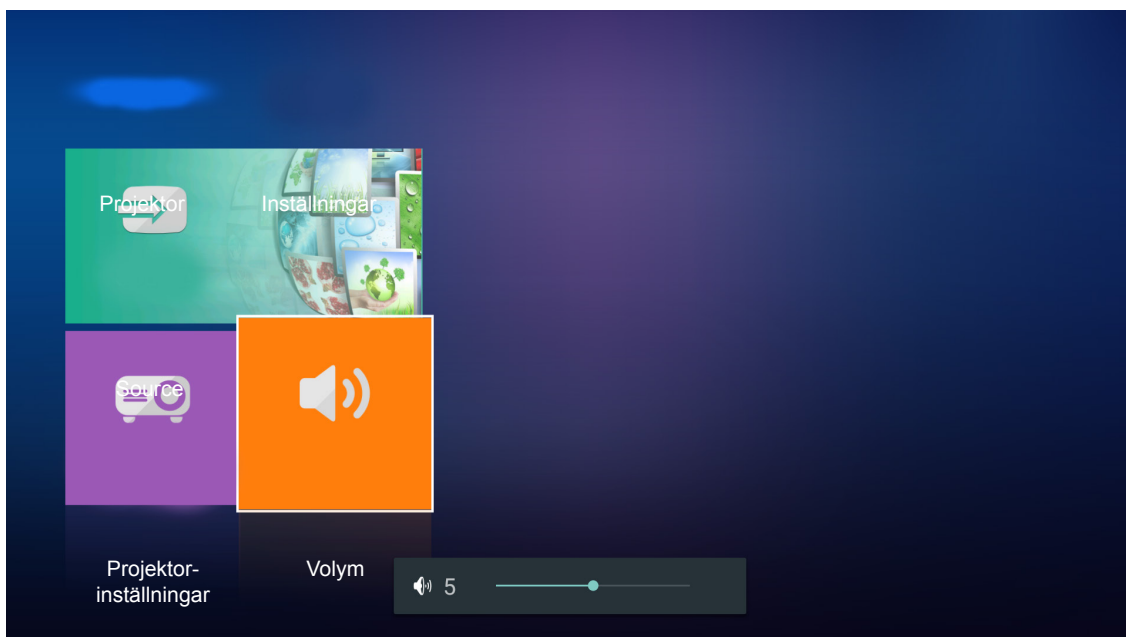 Projektor Inställningar
Source
Projektor-
inställningar
Volym
5